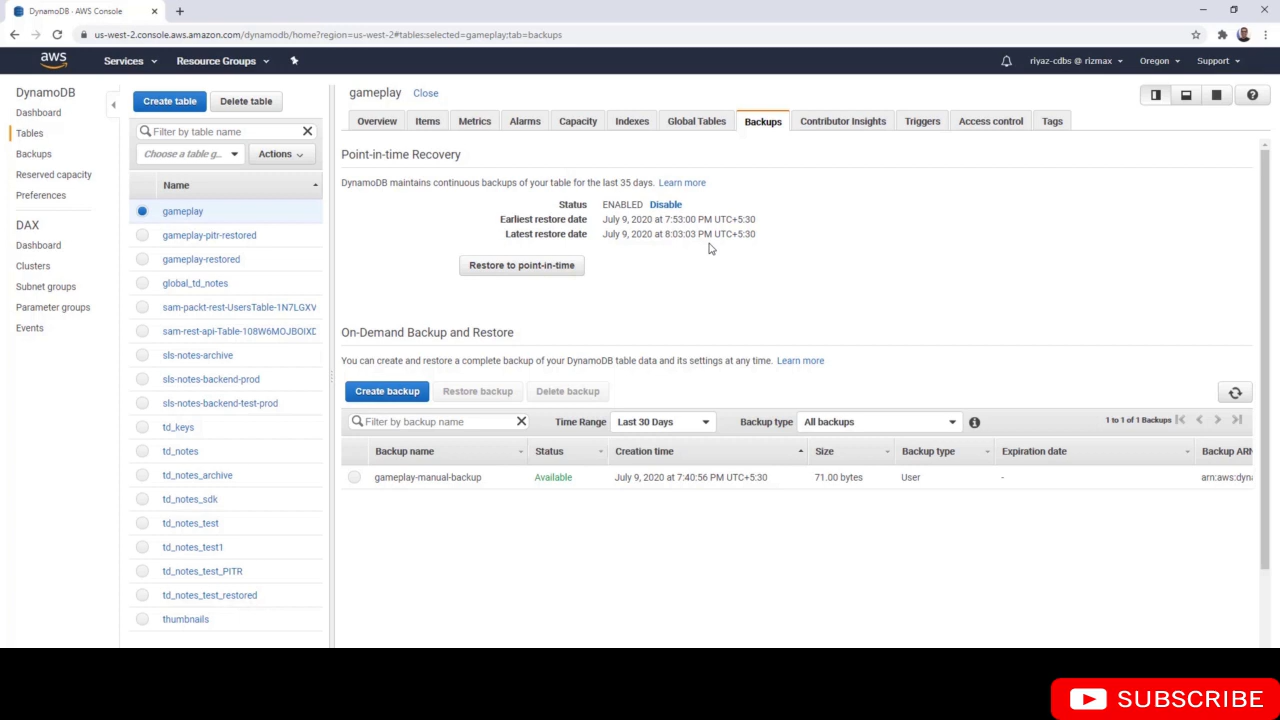 DynamoDB - AWS Console
us-west-2.console.aws.amazon.com/dynamodb/home?region=us-west-2#tables:selected=gameplay;tab=backups
aws Services Resource Groups riyaz-cdbs @ rizmax Oregon Support
DynamoDB
Dashboard
Tables
Backups
Reserved capacity
Preferences
DAX
Dashboard
Clusters
Subnet groups
Parameter groups
Events
Create table Delete table
Filter by table name
Choose a table g... Actions
Name
gameplay
gameplay-pitr-restored
gameplay-restored
global_td_notes
sam-packt-rest-UsersTable-1N7LGXV
sam-rest-api-Table-108W6MOJBOIXD
sls-notes-archive
sls-notes-backend-prod
sls-notes-backend-test-prod
td_keys
td_notes
td_notes_archive
td_notes_sdk
td_notes_test
td_notes_test1
td_notes_test_PITR
td_notes_test_restored
thumbnails
gameplay Close
Overview Items Metrics Alarms Capacity Indexes Global Tables Backups Contributor Insights Triggers Access control Tags
Point-in-time Recovery
DynamoDB maintains continuous backups of your table for the last 35 days. Learn more
Status ENABLED Disable
Earliest restore date July 9, 2020 at 7:53:00 PM UTC+5:30
Latest restore date July 9, 2020 at 8:03:03 PM UTC+5:30
Restore to point-in-time
On-Demand Backup and Restore
You can create and restore a complete backup of your DynamoDB table data and its settings at any time. Learn more
Create backup Restore backup Delete backup
Filter by backup name Time Range Last 30 Days Backup type All backups 1 to 1 of 1 Backups
Backup name Status Creation time Size Backup type Expiration date Backup ARN
gameplay-manual-backup Available July 9, 2020 at 7:40:56 PM UTC+5:30 71.00 bytes User - arn:aws:dyna
SUBSCRIBE